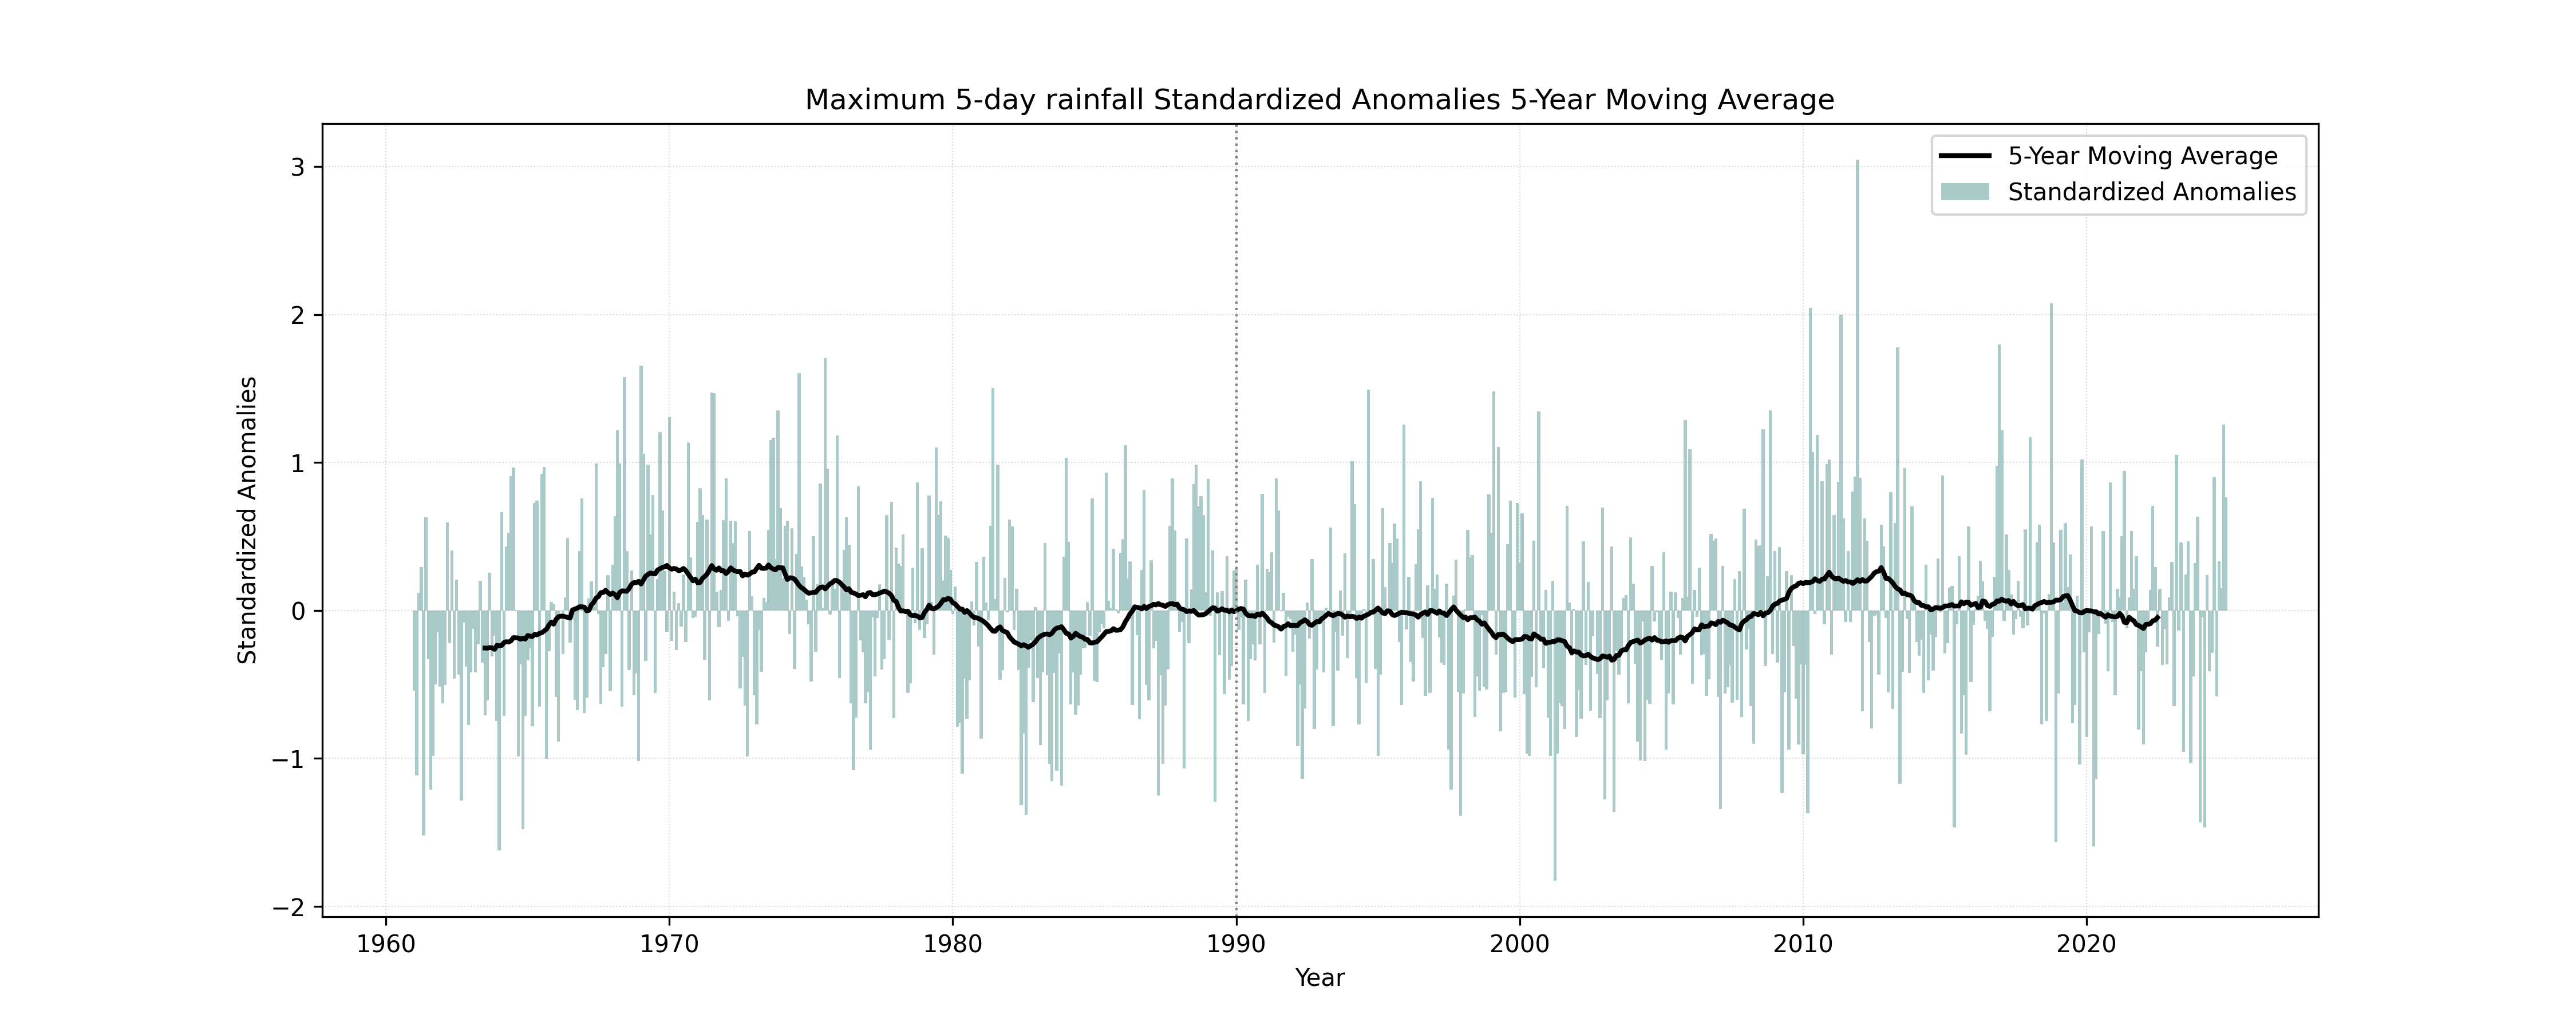 Maximum 5-day rainfall Standardized Anomalies 5-Year Moving Average
5-Year Moving Average
Standardized Anomalies
Standardized Anomalies
3
2
1
0
−1
−2
1960 1970 1980 1990 2000 2010 2020
Year